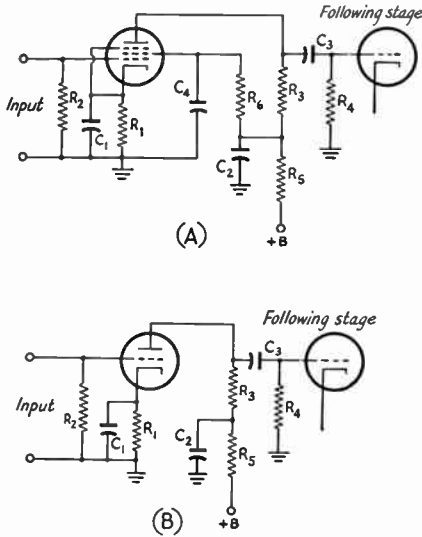 Following stage
C3
C4
R6
R3
R4
Input
R2
C1
R1
C2
R5
(A)
+B
Following stage
C3
R3
R4
Input
R2
C1
R1
C2
R5
(B)
+B